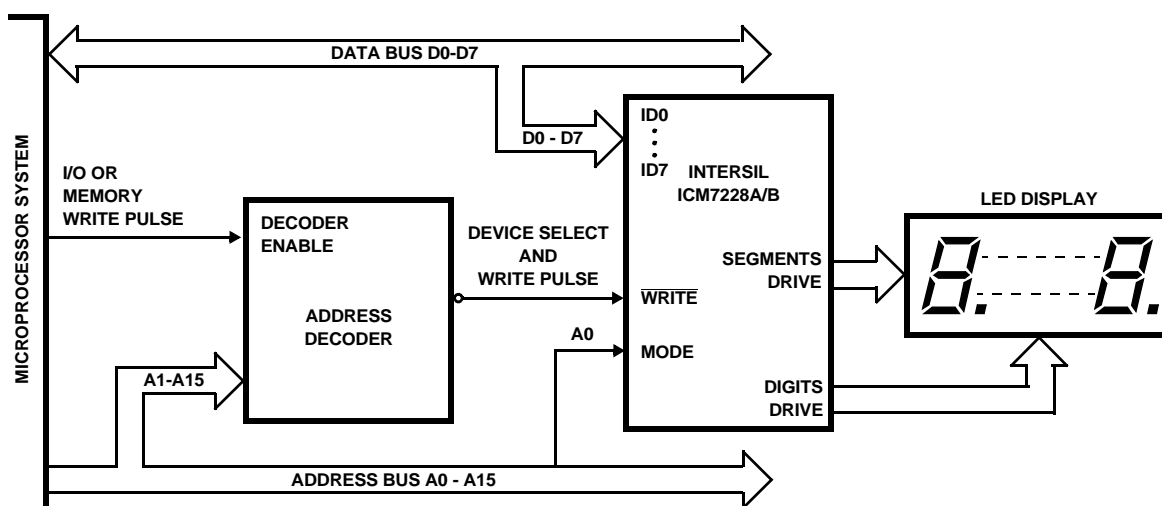 DATA BUS D0-D7
MICROPROCESSOR SYSTEM
D0 - D7
ID0
ID7
INTERSIL
ICM7228A/B
I/O OR
MEMORY
WRITE PULSE
DECODER
ENABLE
ADDRESS
DECODER
DEVICE SELECT
AND
WRITE PULSE
WRITE
A0
MODE
SEGMENTS
DRIVE
DIGITS
DRIVE
LED DISPLAY
8. 8.
A1-A15
ADDRESS BUS A0 - A15